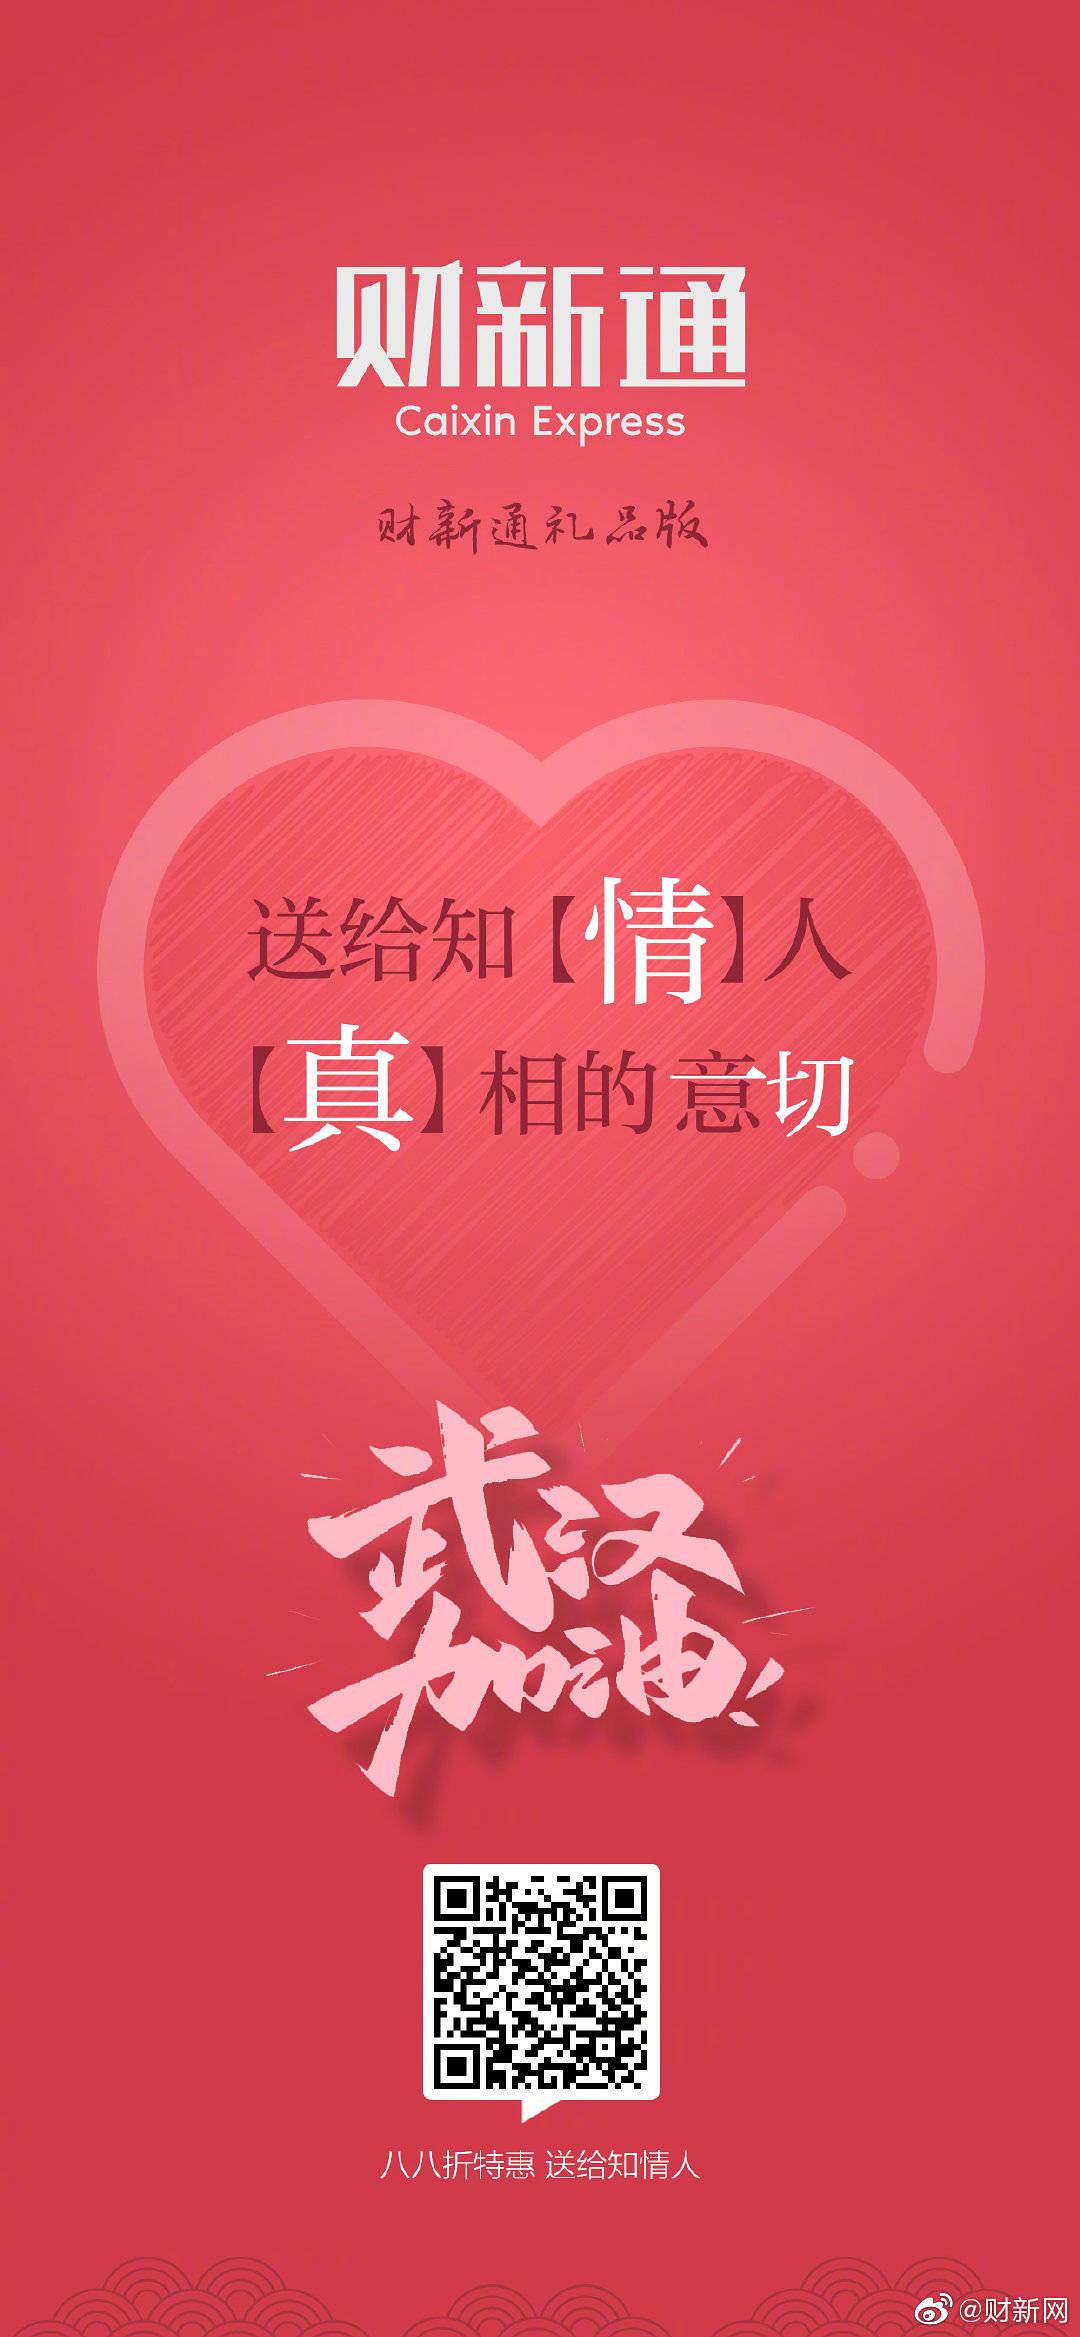 财新通
Caixin Express
财新通礼品版
送给知【情】人
【真】相的意切
武汉
加油!
八八折特惠 送给知情人
@财新网